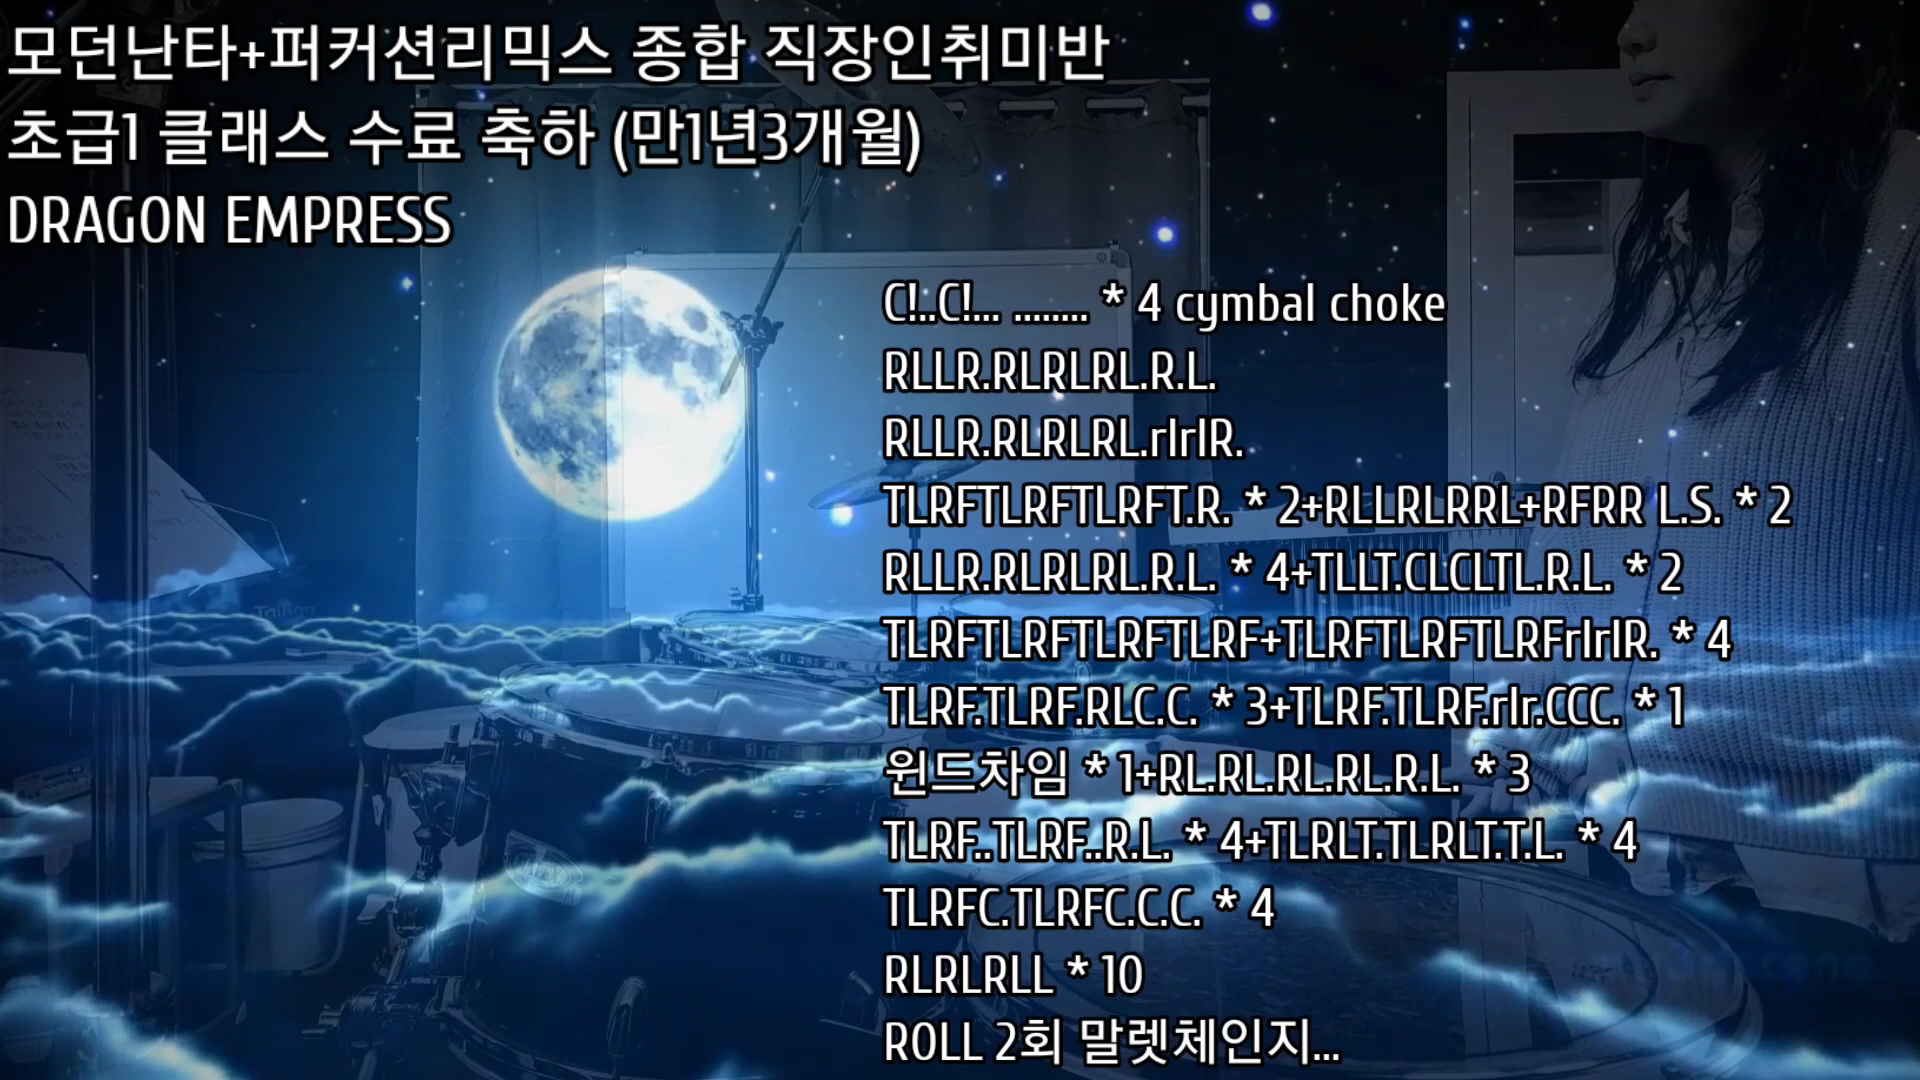 모던난타+퍼커션리믹스 종합 직장인취미반
초급1 클래스 수료 축하 (만1년3개월)
DRAGON EMPRESS
C!..C!... ........ * 4 cymbal choke
RLLR.RLRLRL.R.L.
RLLR.RLRLRL.rlrlR.
TLRFTLRFTLRFT.R. * 2+RLLRLRRL+RFRR L.S. * 2
RLLR.RLRLRL.R.L. * 4+TLLT.CLCLTL.R.L. * 2
TLRFTLRFTLRFTLRF+TLRFTLRFTLRFrlrlR. * 4
TLRF.TLRF.RLC.C. * 3+TLRF.TLRF.rlr.CCC. * 1
윈드차임 * 1+RL.RL.RL.RL.R.L. * 3
TLRF..TLRF..R.L. * 4+TLRLT.TLRLT.T.L. * 4
TLRFC.TLRFC.C.C. * 4
RLRLRLL * 10
ROLL 2회 말렛체인지...